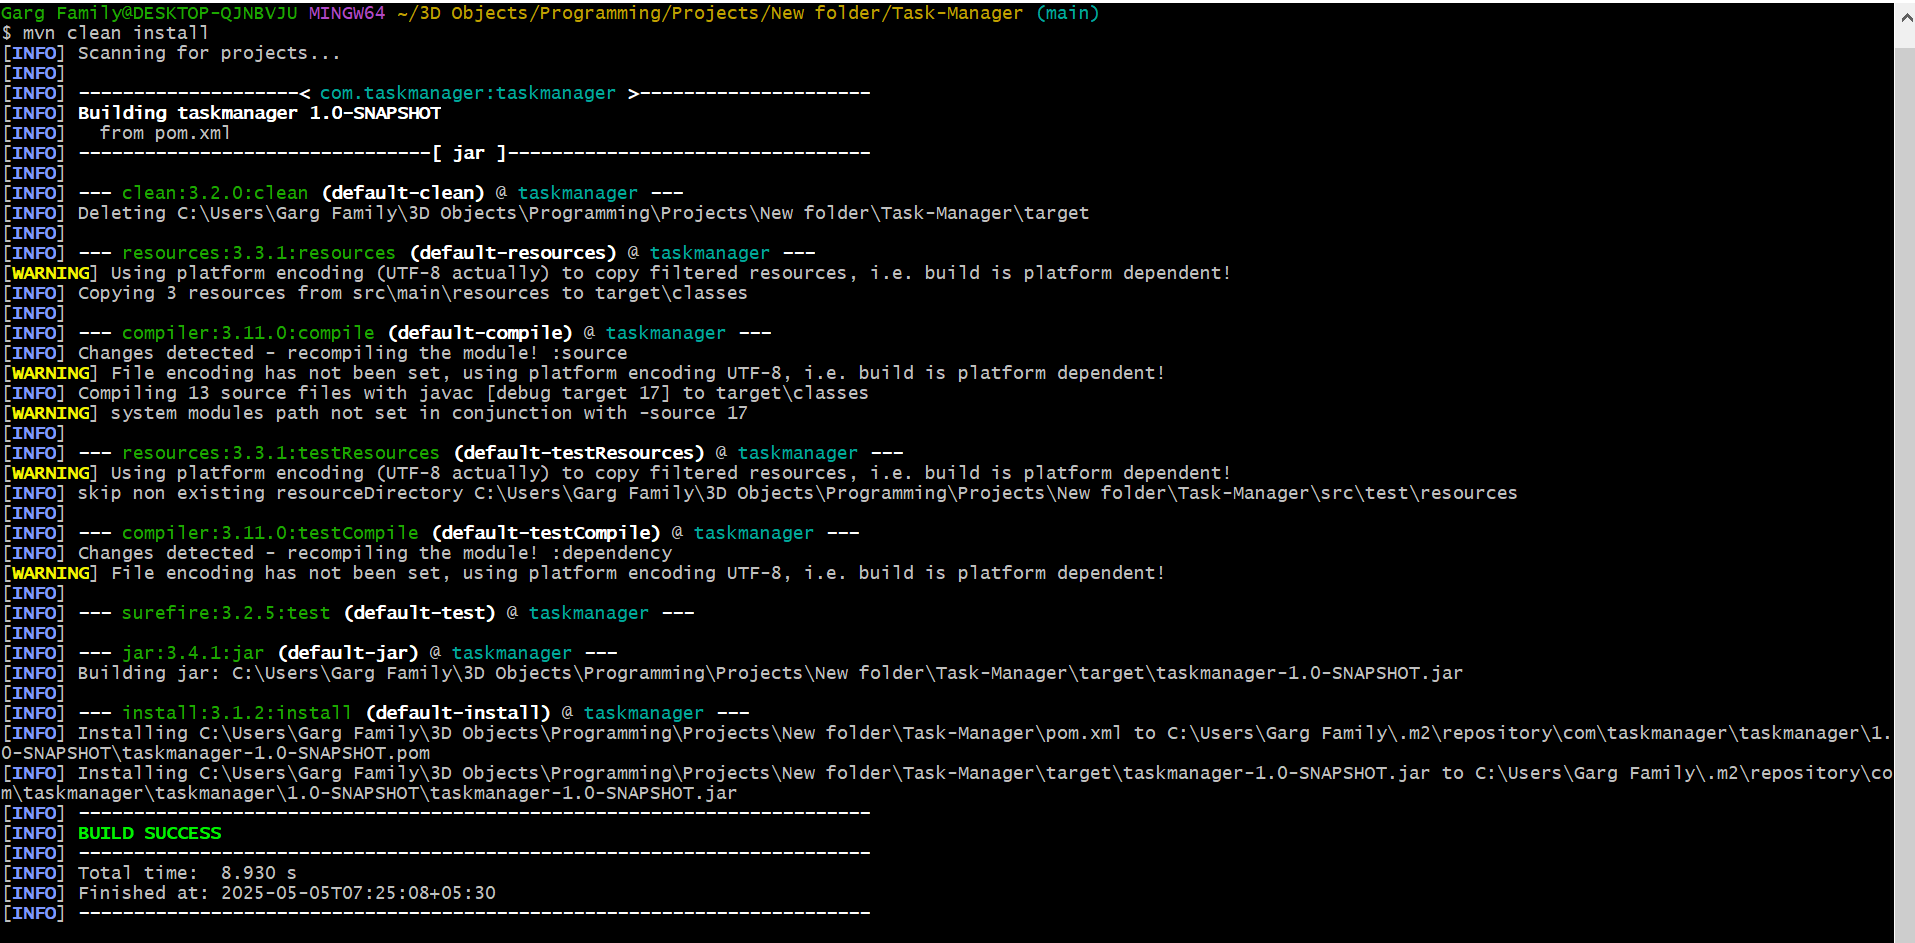 Garg Family@DESKTOP-QJNBVJU MINGW64 ~/3D Objects/Programming/Projects/New folder/Task-Manager (main)
$ mvn clean install
[INFO] Scanning for projects...
[INFO]
[INFO] --------------------< com.taskmanager:taskmanager >---------------------
[INFO] Building taskmanager 1.0-SNAPSHOT
[INFO]   from pom.xml
[INFO] --------------------------------[ jar ]---------------------------------
[INFO]
[INFO] --- clean:3.2.0:clean (default-clean) @ taskmanager ---
[INFO] Deleting C:\Users\Garg Family\3D Objects\Programming\Projects\New folder\Task-Manager\target
[INFO]
[INFO] --- resources:3.3.1:resources (default-resources) @ taskmanager ---
[WARNING] Using platform encoding (UTF-8 actually) to copy filtered resources, i.e. build is platform dependent!
[INFO] Copying 3 resources from src\main\resources to target\classes
[INFO]
[INFO] --- compiler:3.11.0:compile (default-compile) @ taskmanager ---
[INFO] Changes detected - recompiling the module! :source
[WARNING] File encoding has not been set, using platform encoding UTF-8, i.e. build is platform dependent!
[INFO] Compiling 13 source files with javac [debug target 17] to target\classes
[WARNING] system modules path not set in conjunction with -source 17
[INFO]
[INFO] --- resources:3.3.1:testResources (default-testResources) @ taskmanager ---
[WARNING] Using platform encoding (UTF-8 actually) to copy filtered resources, i.e. build is platform dependent!
[INFO] skip non existing resourceDirectory C:\Users\Garg Family\3D Objects\Programming\Projects\New folder\Task-Manager\src\test\resources
[INFO]
[INFO] --- compiler:3.11.0:testCompile (default-testCompile) @ taskmanager ---
[INFO] Changes detected - recompiling the module! :dependency
[WARNING] File encoding has not been set, using platform encoding UTF-8, i.e. build is platform dependent!
[INFO]
[INFO] --- surefire:3.2.5:test (default-test) @ taskmanager ---
[INFO]
[INFO] --- jar:3.4.1:jar (default-jar) @ taskmanager ---
[INFO] Building jar: C:\Users\Garg Family\3D Objects\Programming\Projects\New folder\Task-Manager\target\taskmanager-1.0-SNAPSHOT.jar
[INFO]
[INFO] --- install:3.1.2:install (default-install) @ taskmanager ---
[INFO] Installing C:\Users\Garg Family\3D Objects\Programming\Projects\New folder\Task-Manager\pom.xml to C:\Users\Garg Family\.m2\repository\com\taskmanager\taskmanager\1.
0-SNAPSHOT\taskmanager-1.0-SNAPSHOT.pom
[INFO] Installing C:\Users\Garg Family\3D Objects\Programming\Projects\New folder\Task-Manager\target\taskmanager-1.0-SNAPSHOT.jar to C:\Users\Garg Family\.m2\repository\co
m\taskmanager\taskmanager\1.0-SNAPSHOT\taskmanager-1.0-SNAPSHOT.jar
[INFO] ------------------------------------------------------------------------
[INFO] BUILD SUCCESS
[INFO] ------------------------------------------------------------------------
[INFO] Total time:  8.930 s
[INFO] Finished at: 2025-05-05T07:25:08+05:30
[INFO] ------------------------------------------------------------------------